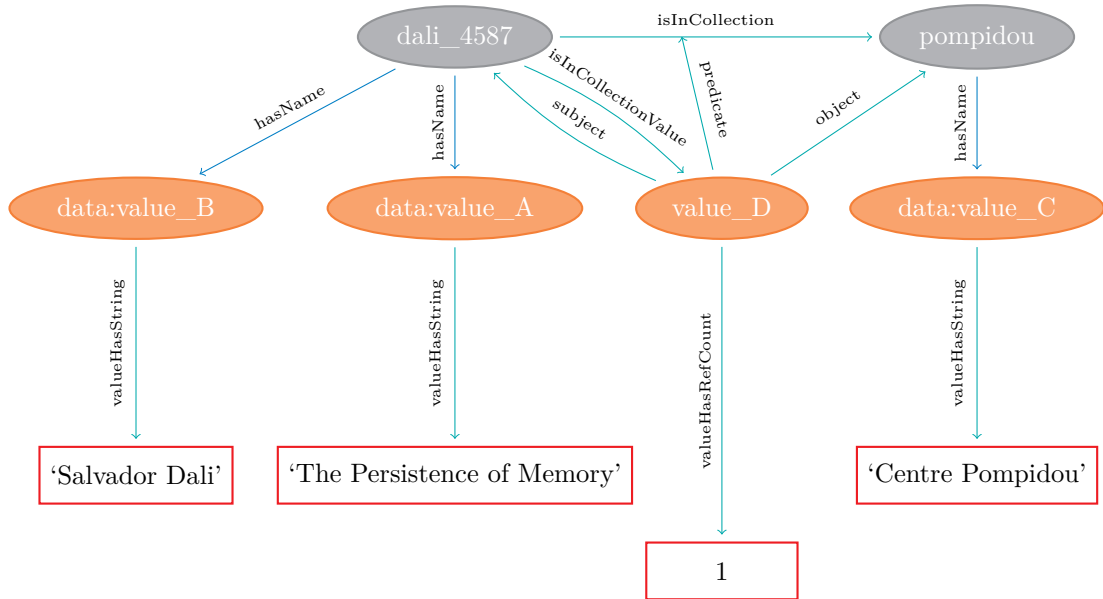 isInCollection
dali_4587
pompidou
hasName
hasName
isInCollectionValue
subject
predicate
object
hasName
data:value_B
data:value_A
value_D
data:value_C
valueHasString
valueHasString
valueHasRefCount
valueHasString
‘Salvador Dali’
‘The Persistence of Memory’
‘Centre Pompidou’
1